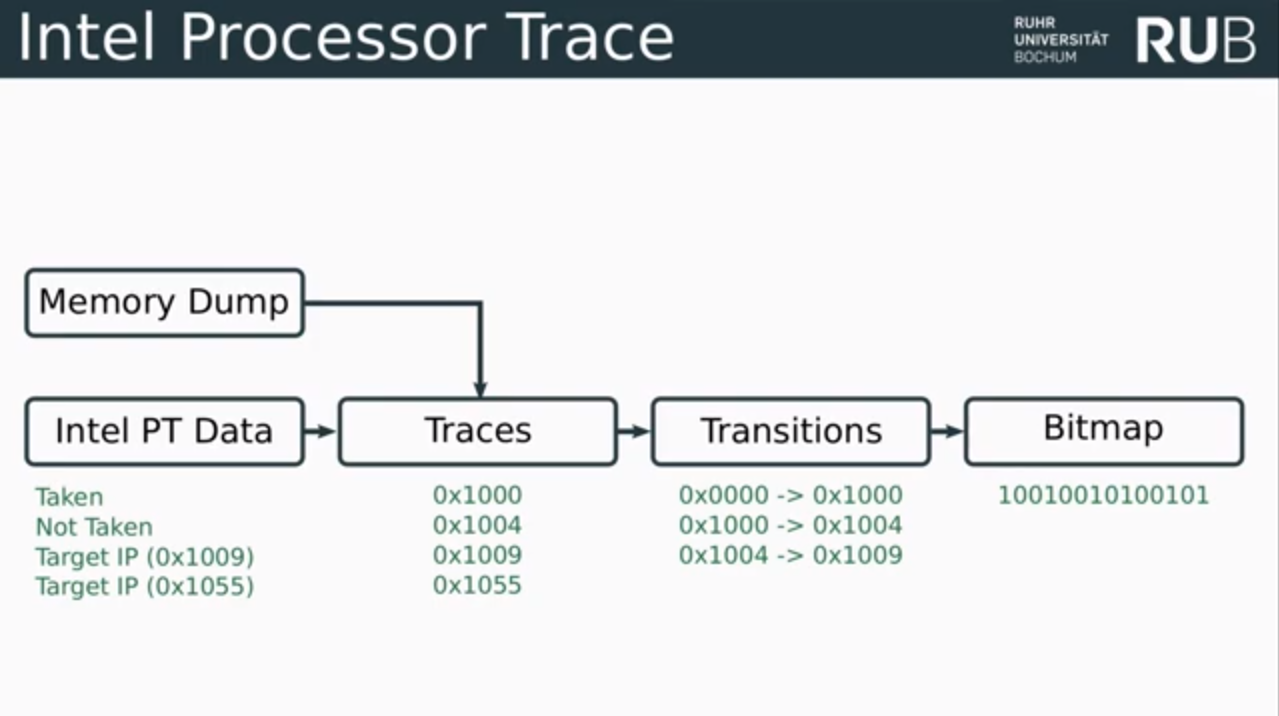 Intel Processor Trace
RUHR
UNIVERSITÄT
BOCHUM
RUB
Memory Dump
Intel PT Data
Traces
Transitions
Bitmap
Taken
Not Taken
Target IP (0x1009)
Target IP (0x1055)
0x1000
0x1004
0x1009
0x1055
0x0000 -> 0x1000
0x1000 -> 0x1004
0x1004 -> 0x1009
10010010100101